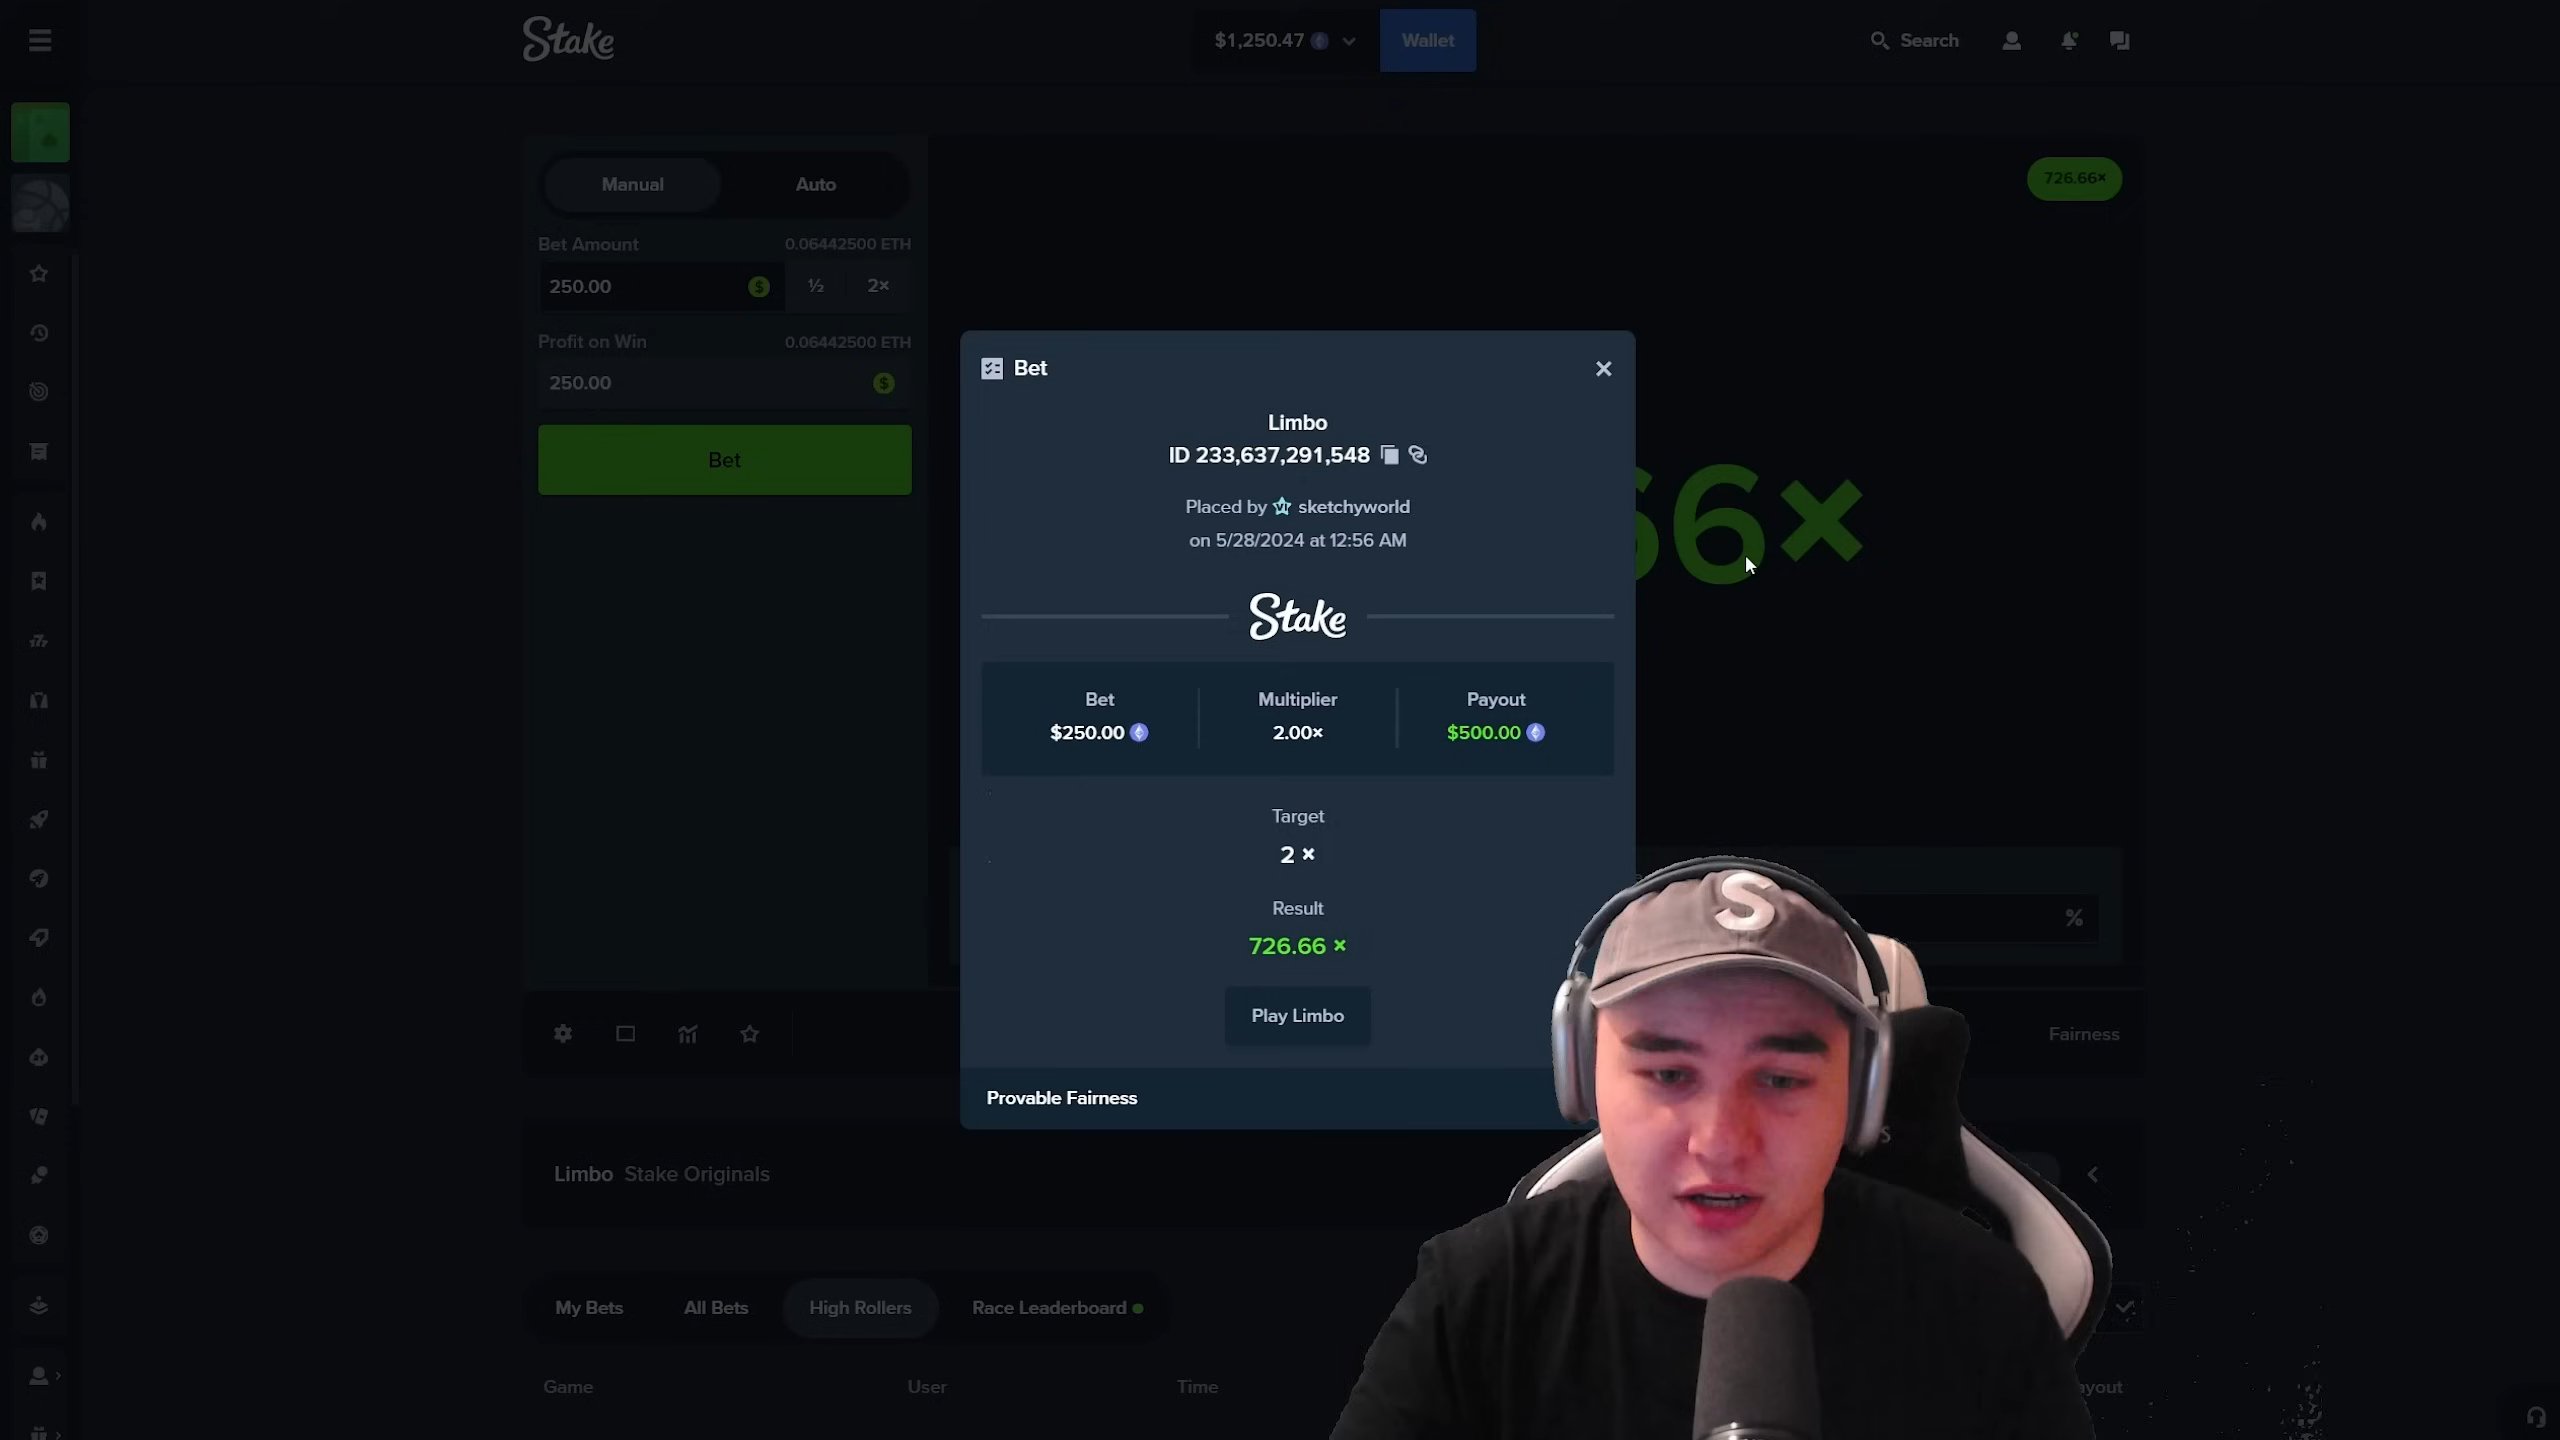 Stake
$1,250.47
Wallet
Search
Manual
Auto
726.66×
Bet Amount
0.06442500 ETH
250.00
½
2×
Profit on Win
0.06442500 ETH
250.00
Bet
Bet
Limbo
ID 233,637,291,548
Placed by sketchyworld
on 5/28/2024 at 12:56 AM
66×
Stake
Bet
Multiplier
Payout
$250.00
2.00×
$500.00
Target
2 ×
Result
726.66 ×
%
Play Limbo
Fairness
Provable Fairness
S
Limbo Stake Originals
My Bets
All Bets
High Rollers
Race Leaderboard
Game
User
Time